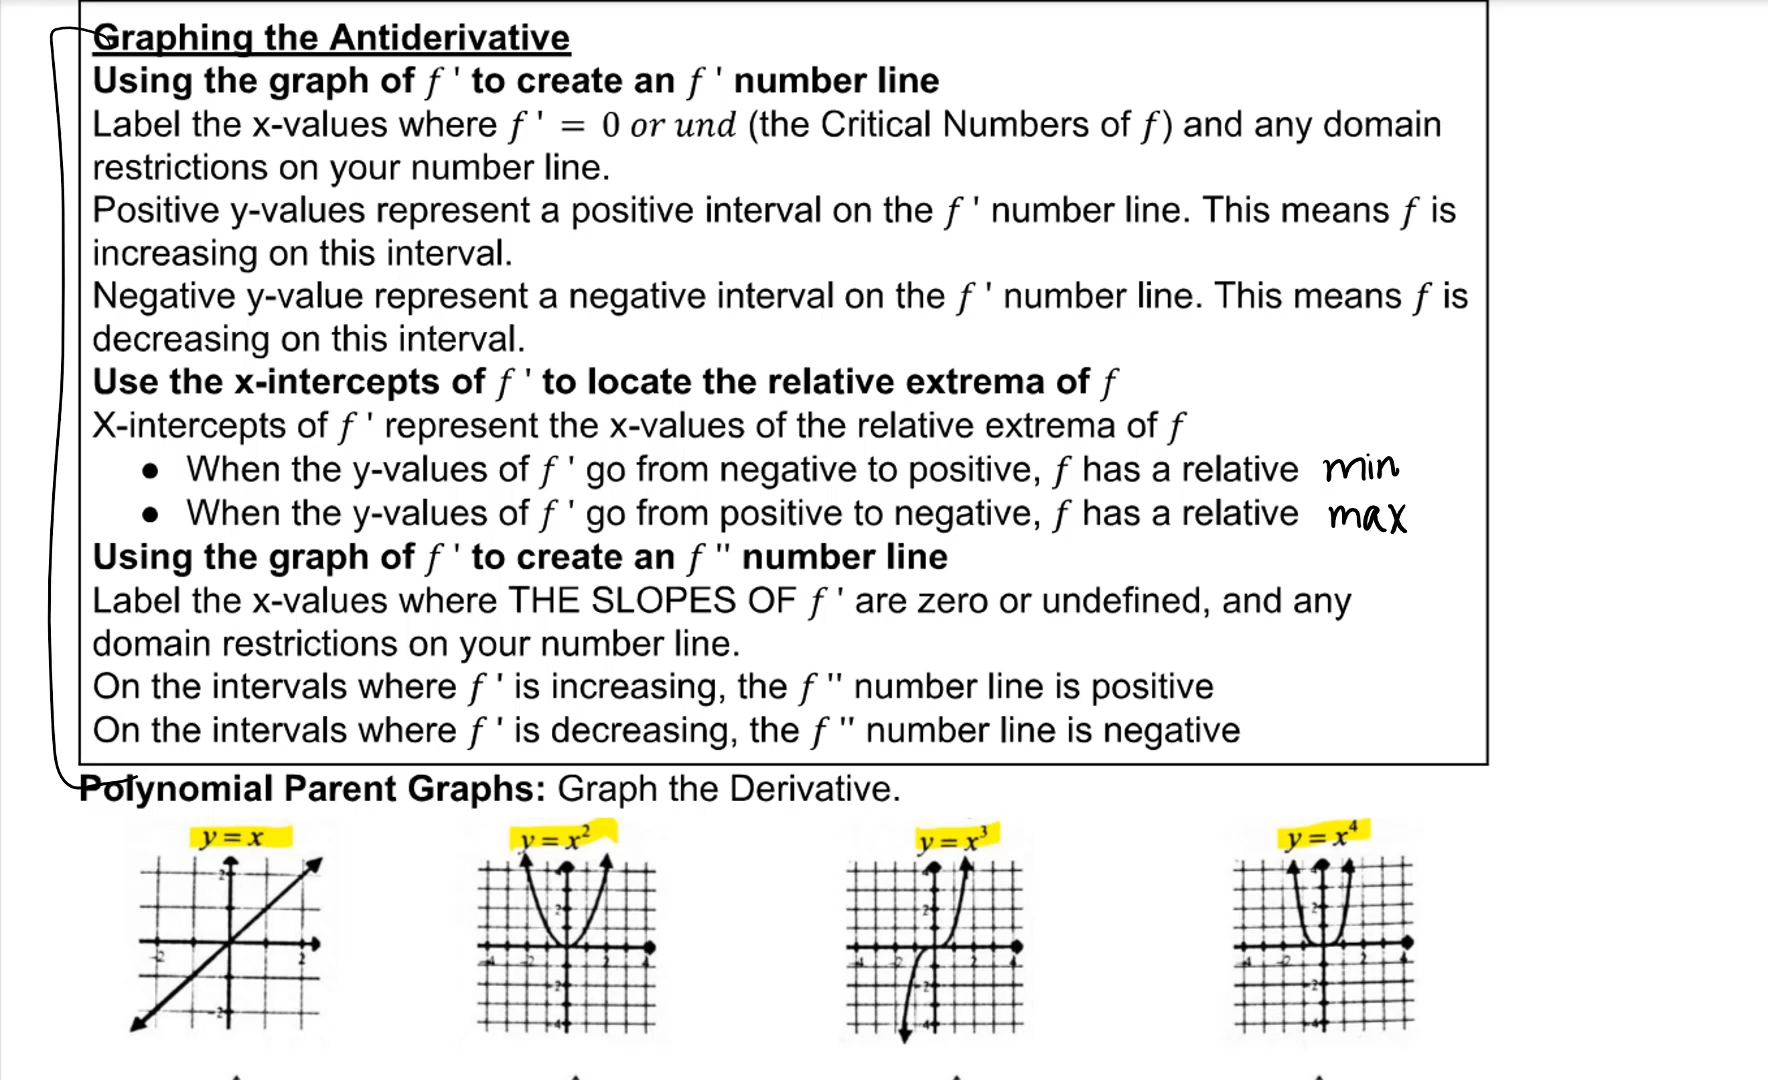 Graphing the Antiderivative
Using the graph of f ' to create an f ' number line
Label the x-values where f ' = 0 or und (the Critical Numbers of f) and any domain
restrictions on your number line.
Positive y-values represent a positive interval on the f ' number line. This means f is
increasing on this interval.
Negative y-value represent a negative interval on the f ' number line. This means f is
decreasing on this interval.
Use the x-intercepts of f ' to locate the relative extrema of f
X-intercepts of f ' represent the x-values of the relative extrema of f
● When the y-values of f ' go from negative to positive, f has a relative min
● When the y-values of f ' go from positive to negative, f has a relative max
Using the graph of f ' to create an f " number line
Label the x-values where THE SLOPES OF f ' are zero or undefined, and any
domain restrictions on your number line.
On the intervals where f ' is increasing, the f " number line is positive
On the intervals where f ' is decreasing, the f " number line is negative
Polynomial Parent Graphs: Graph the Derivative.
y = x y = x² y = x³ y = x⁴